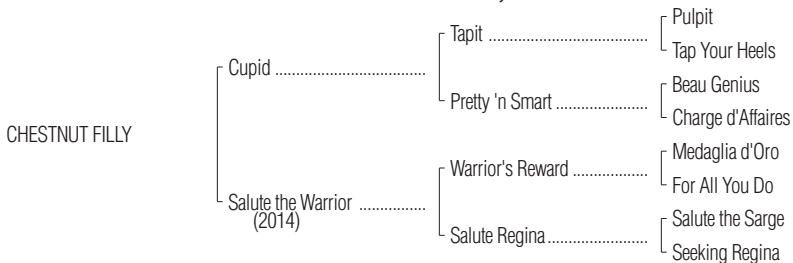 Pulpit
Tapit ......................................
Tap Your Heels
Cupid ...................................
Beau Genius
Pretty 'n Smart ......................
Charge d'Affaires
CHESTNUT FILLY
Medaglia d'Oro
Warrior's Reward ..................
For All You Do
Salute the Warrior ................
(2014)
Salute the Sarge
Salute Regina........................
Seeking Regina